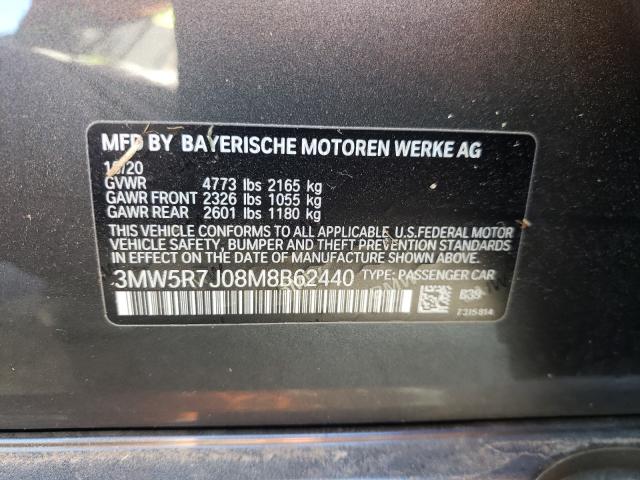 MFD BY BAYERISCHE MOTOREN WERKE AG
10/20
GVWR 4773 lbs 2165 kg
GAWR FRONT 2326 lbs 1055 kg
GAWR REAR 2601 lbs 1180 kg
THIS VEHICLE CONFORMS TO ALL APPLICABLE U.S.FEDERAL MOTOR
VEHICLE SAFETY, BUMPER AND THEFT PREVENTION STANDARDS
IN EFFECT ON THE DATE OF MANUFACTURE SHOWN ABOVE.
3MW5R7J08M8B62440 TYPE: PASSENGER CAR
B39
7315814